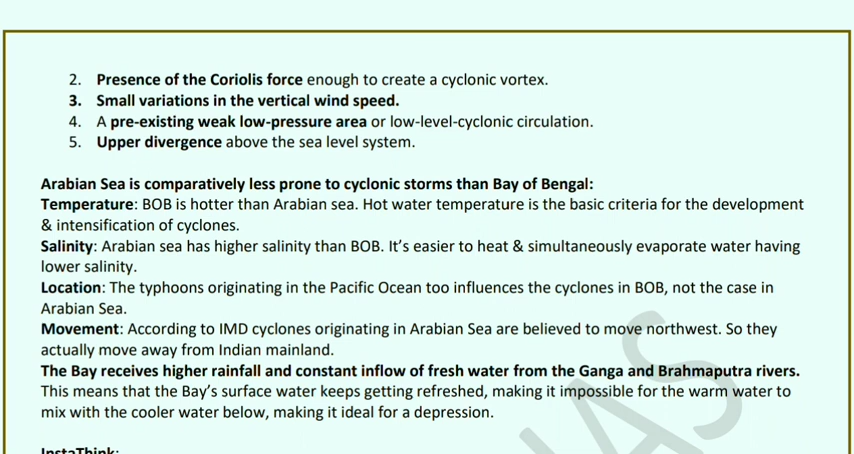 2. Presence of the Coriolis force enough to create a cyclonic vortex.
3. Small variations in the vertical wind speed.
4. A pre-existing weak low-pressure area or low-level-cyclonic circulation.
5. Upper divergence above the sea level system.
Arabian Sea is comparatively less prone to cyclonic storms than Bay of Bengal:
Temperature: BOB is hotter than Arabian sea. Hot water temperature is the basic criteria for the development
& intensification of cyclones.
Salinity: Arabian sea has higher salinity than BOB. It’s easier to heat & simultaneously evaporate water having
lower salinity.
Location: The typhoons originating in the Pacific Ocean too influences the cyclones in BOB, not the case in
Arabian Sea.
Movement: According to IMD cyclones originating in Arabian Sea are believed to move northwest. So they
actually move away from Indian mainland.
The Bay receives higher rainfall and constant inflow of fresh water from the Ganga and Brahmaputra rivers.
This means that the Bay’s surface water keeps getting refreshed, making it impossible for the warm water to
mix with the cooler water below, making it ideal for a depression.
InstaThink: